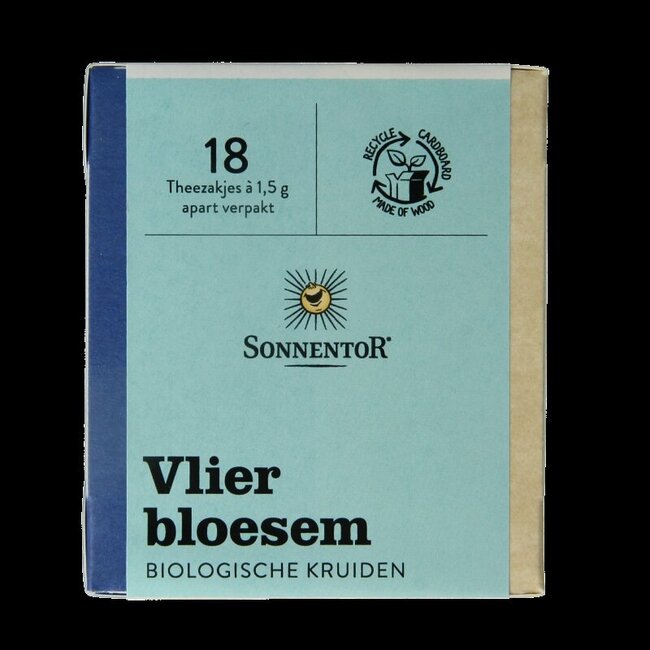 18
Theezakjes à 1,5 g
apart verpakt
RECYCLE CARDBOARD
MADE OF WOOD
SONNENTOR®
Vlier
bloesem
BIOLOGISCHE KRUIDEN